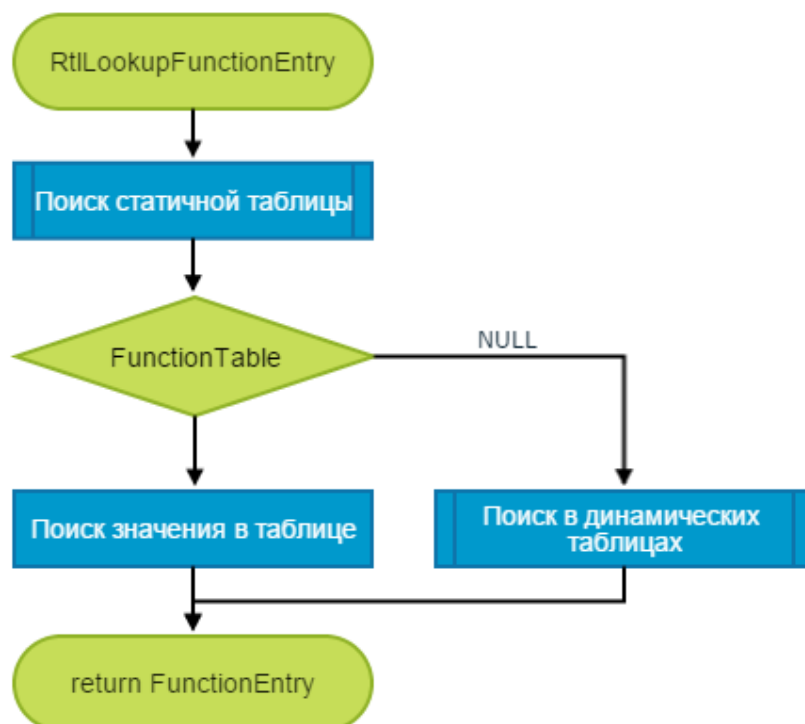 RtlLookupFunctionEntry
Поиск статичной таблицы
FunctionTable
NULL
Поиск значения в таблице
Поиск в динамических
таблицах
return FunctionEntry